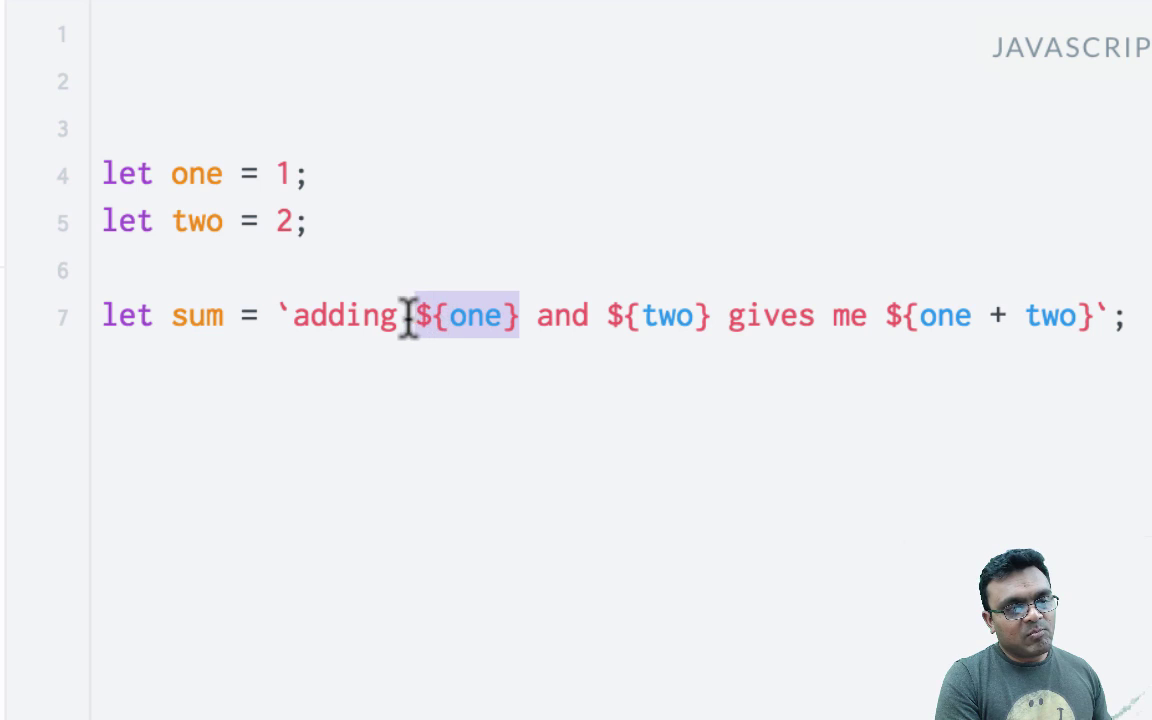 1
JAVASCRIP
2
3
4 let one = 1;
5 let two = 2;
6
7 let sum = `adding ${one} and ${two} gives me ${one + two}`;